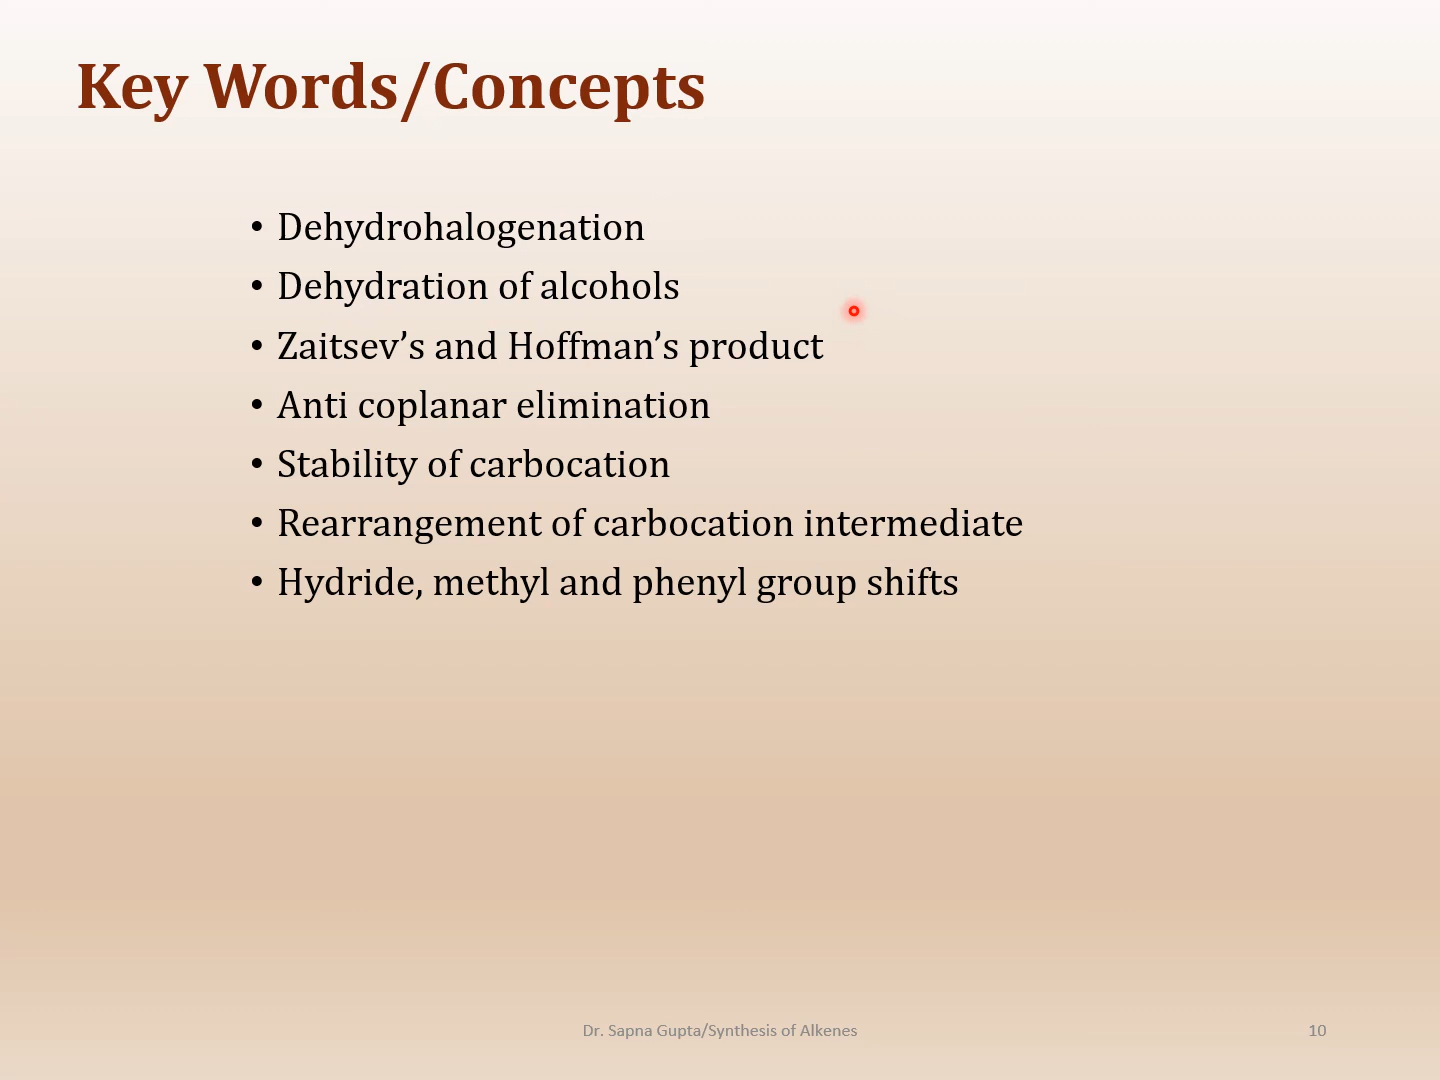 Key Words/Concepts
• Dehydrohalogenation
• Dehydration of alcohols
• Zaitsev’s and Hoffman’s product
• Anti coplanar elimination
• Stability of carbocation
• Rearrangement of carbocation intermediate
• Hydride, methyl and phenyl group shifts
Dr. Sapna Gupta/Synthesis of Alkenes
10